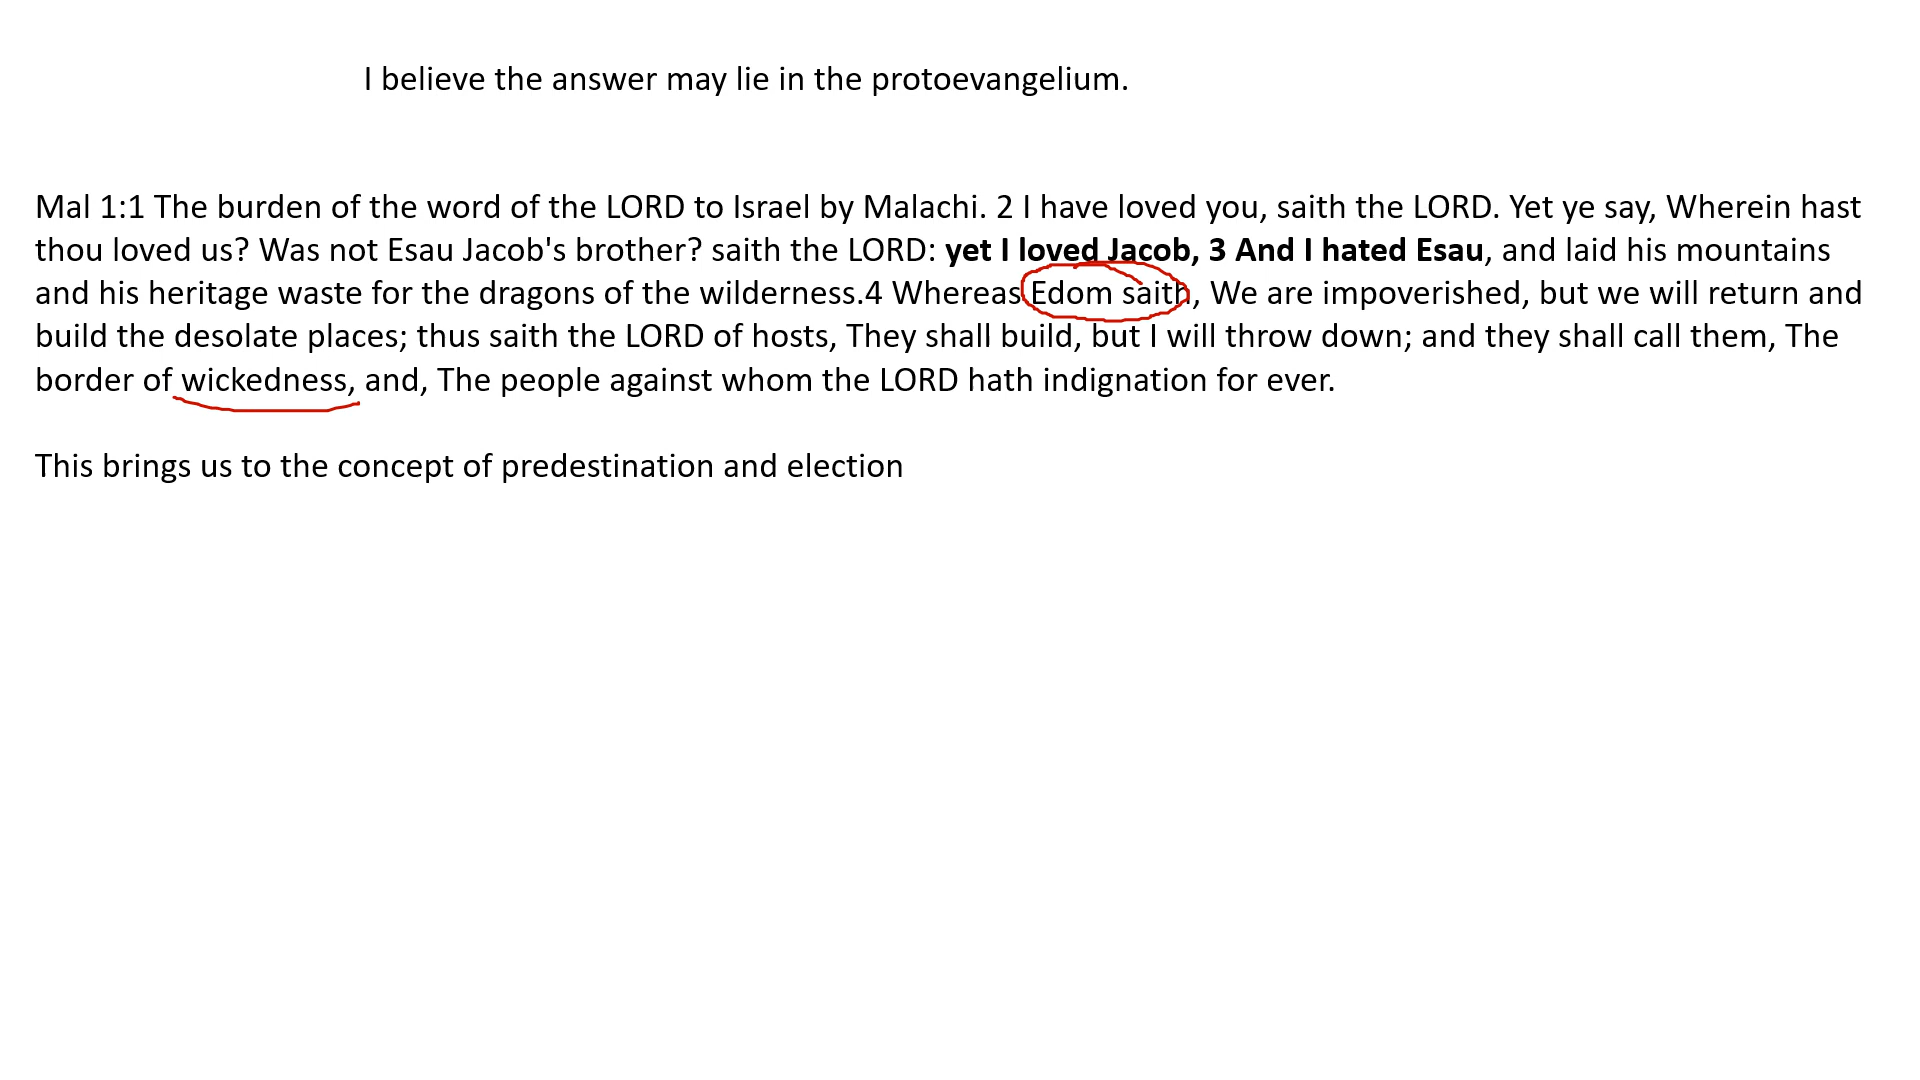 I believe the answer may lie in the protoevangelium.
Mal 1:1 The burden of the word of the LORD to Israel by Malachi. 2 I have loved you, saith the LORD. Yet ye say, Wherein hast
thou loved us? Was not Esau Jacob's brother? saith the LORD: yet I loved Jacob, 3 And I hated Esau, and laid his mountains
and his heritage waste for the dragons of the wilderness.4 Whereas Edom saith, We are impoverished, but we will return and
build the desolate places; thus saith the LORD of hosts, They shall build, but I will throw down; and they shall call them, The
border of wickedness, and, The people against whom the LORD hath indignation for ever.
This brings us to the concept of predestination and election